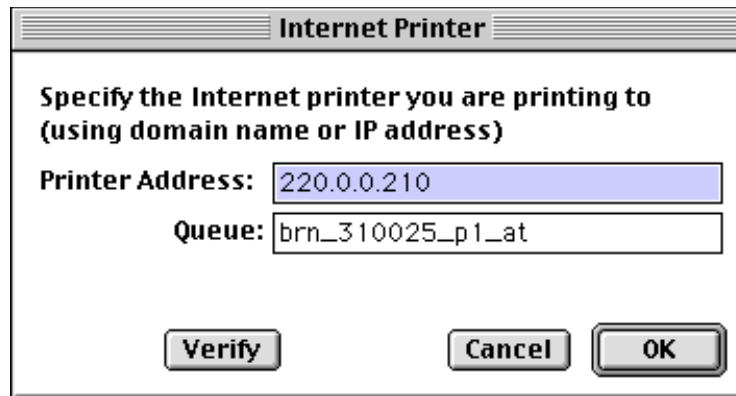 Internet Printer
Specify the Internet printer you are printing to
(using domain name or IP address)
Printer Address: 220.0.0.210
Queue: brn_310025_p1_at
Verify Cancel OK